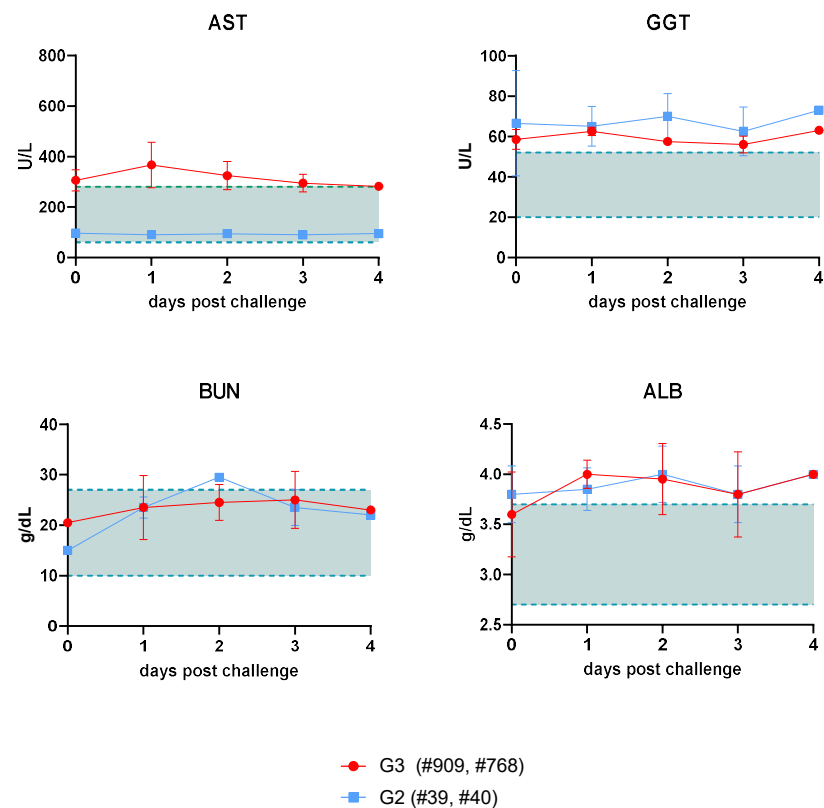 AST
GGT
800
600
400
200
0
U/L
0 1 2 3 4
days post challenge
100
80
60
40
20
0
U/L
0 1 2 3 4
days post challenge
BUN
ALB
40
30
20
10
0
g/dL
0 1 2 3 4
days post challenge
4.5
4.0
3.5
3.0
2.5
g/dL
0 1 2 3 4
days post challenge
G3 (#909, #768)
G2 (#39, #40)